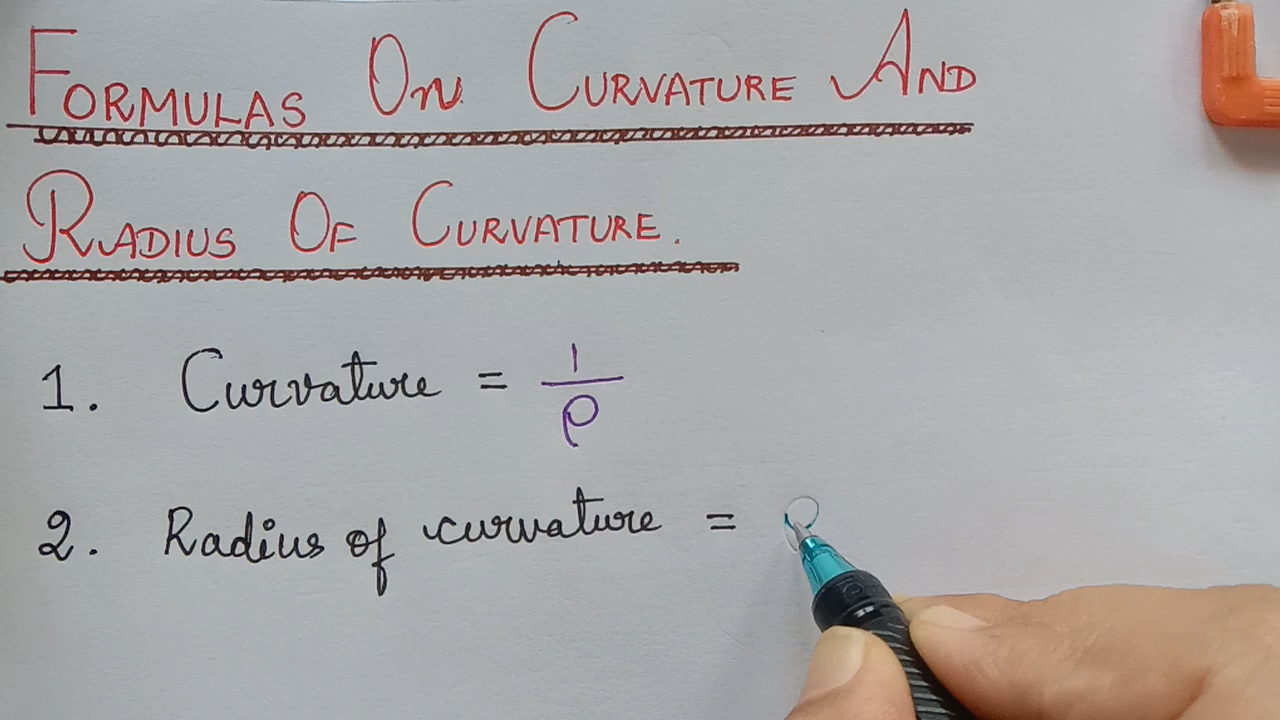 FORMULAS On CURVATURE AND
RADIUS OF CURVATURE.
1. Curvature = 1/ρ
2. Radius of curvature = ρ